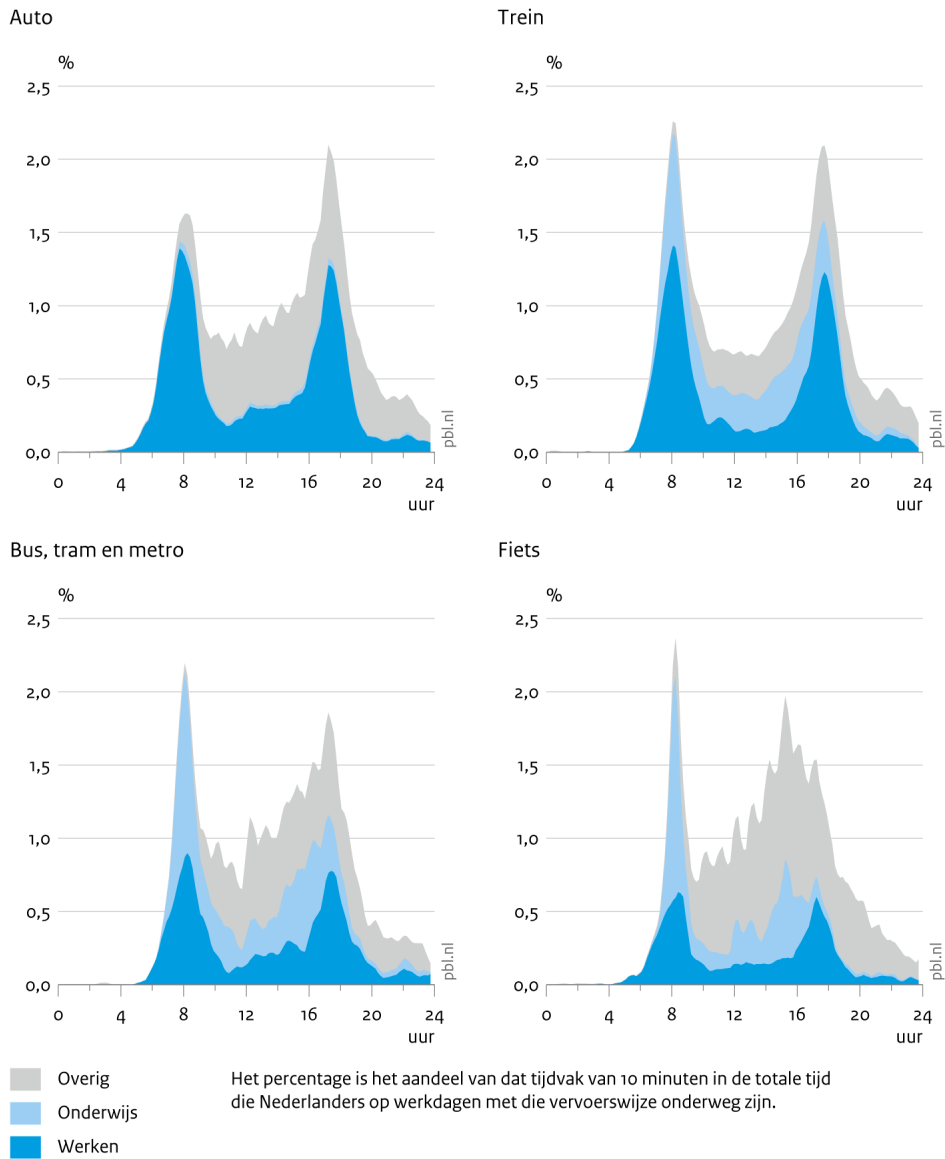 Auto
%
2,5
2,0
1,5
1,0
0,5
0,0
0 4 8 12 16 20 24
uur
pbl.nl
Trein
%
2,5
2,0
1,5
1,0
0,5
0,0
0 4 8 12 16 20 24
uur
pbl.nl
Bus, tram en metro
%
2,5
2,0
1,5
1,0
0,5
0,0
0 4 8 12 16 20 24
uur
pbl.nl
Fiets
%
2,5
2,0
1,5
1,0
0,5
0,0
0 4 8 12 16 20 24
uur
pbl.nl
Overig
Onderwijs
Werken
Het percentage is het aandeel van dat tijdvak van 10 minuten in de totale tijd
die Nederlanders op werkdagen met die vervoerswijze onderweg zijn.